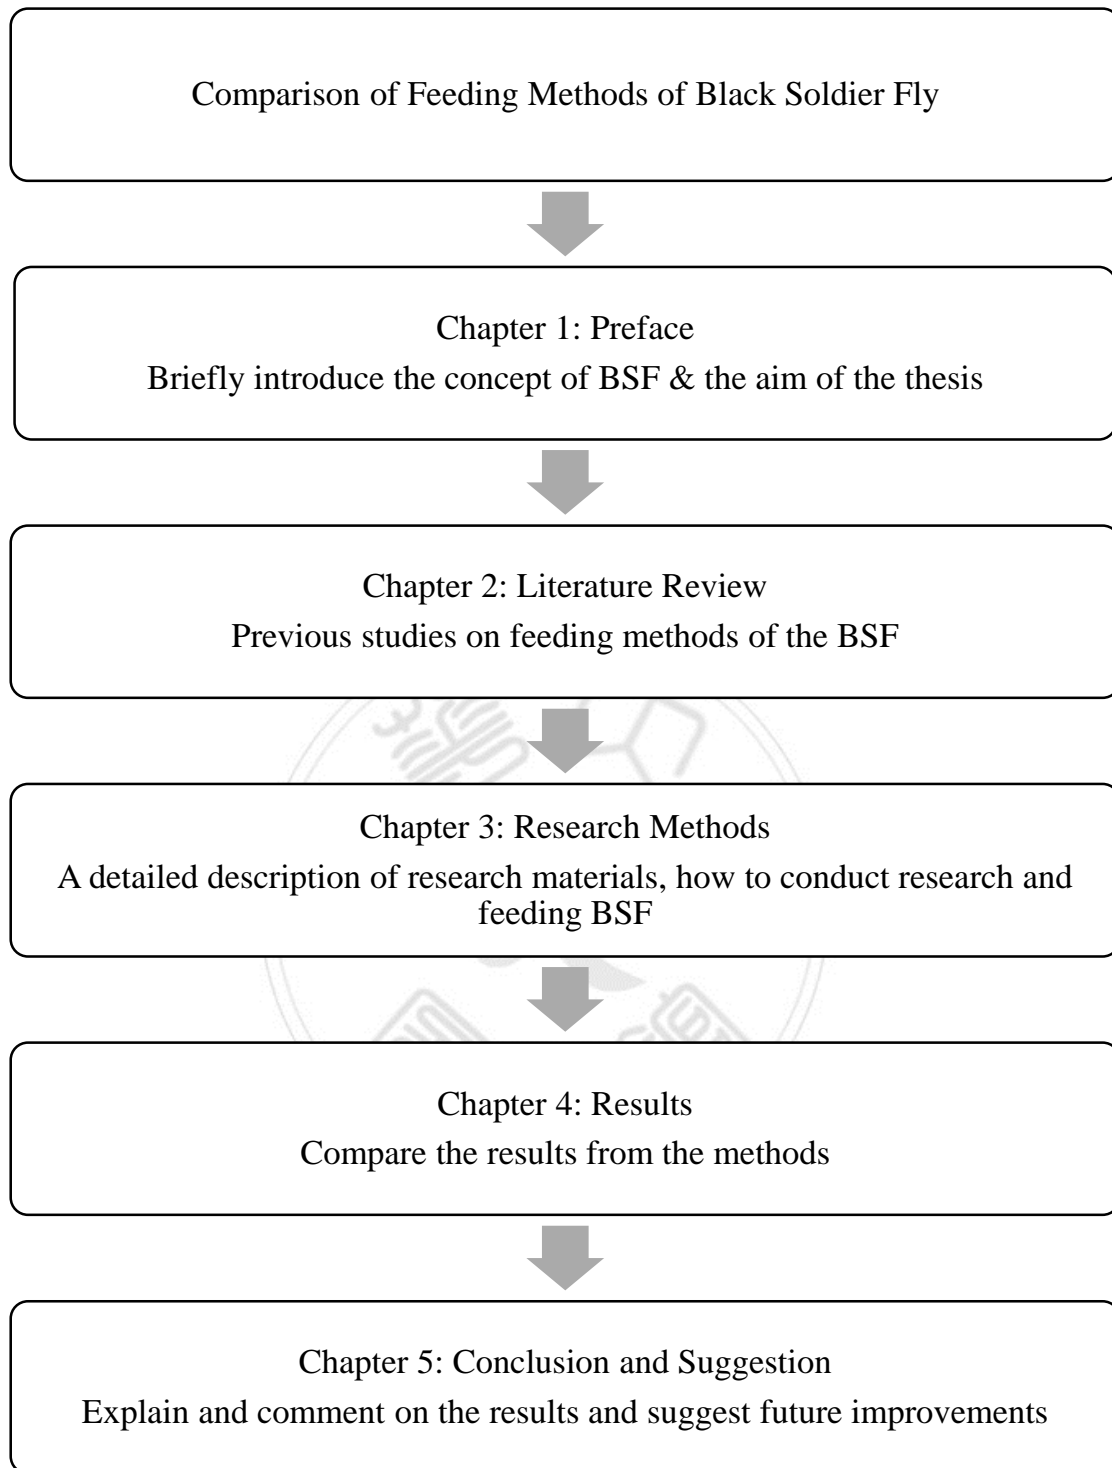 Comparison of Feeding Methods of Black Soldier Fly
Chapter 1: Preface
Briefly introduce the concept of BSF & the aim of the thesis
Chapter 2: Literature Review
Previous studies on feeding methods of the BSF
Chapter 3: Research Methods
A detailed description of research materials, how to conduct research and
feeding BSF
Chapter 4: Results
Compare the results from the methods
Chapter 5: Conclusion and Suggestion
Explain and comment on the results and suggest future improvements